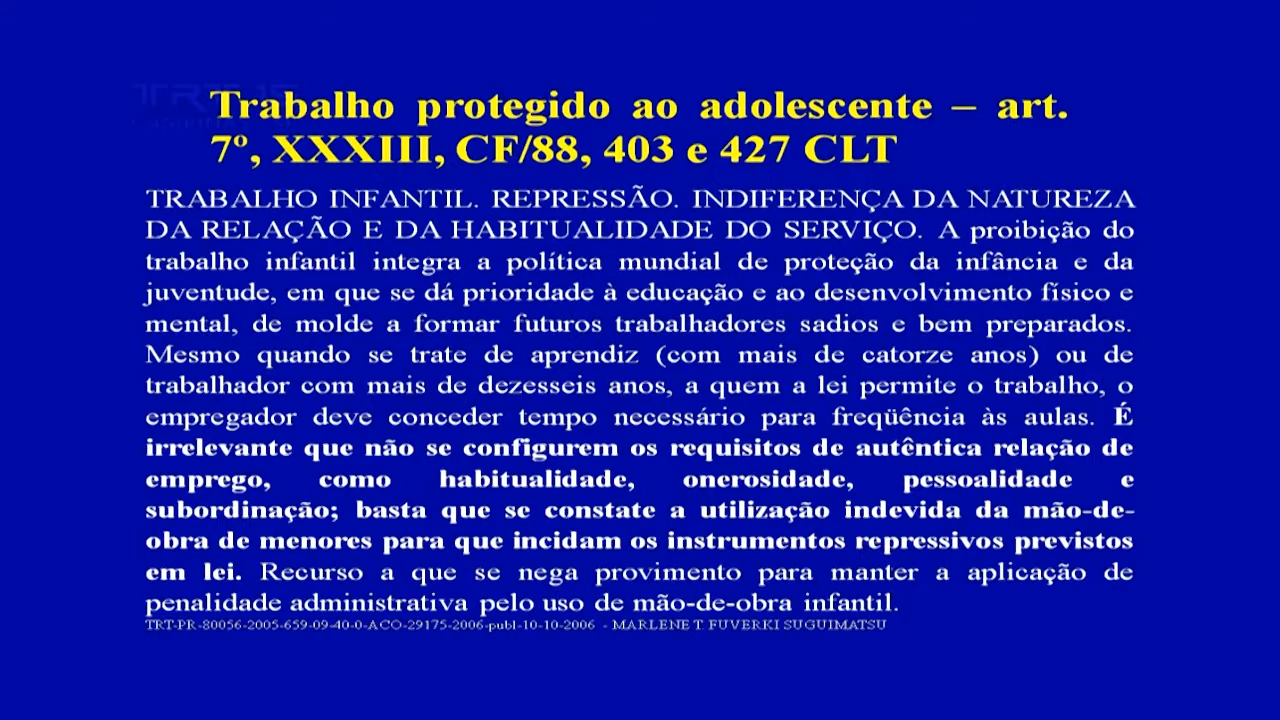 TRT 15
Trabalho protegido ao adolescente – art.
7º, XXXIII, CF/88, 403 e 427 CLT
TRABALHO INFANTIL. REPRESSÃO. INDIFERENÇA DA NATUREZA
DA RELAÇÃO E DA HABITUALIDADE DO SERVIÇO. A proibição do
trabalho infantil integra a política mundial de proteção da infância e da
juventude, em que se dá prioridade à educação e ao desenvolvimento físico e
mental, de molde a formar futuros trabalhadores sadios e bem preparados.
Mesmo quando se trate de aprendiz (com mais de catorze anos) ou de
trabalhador com mais de dezesseis anos, a quem a lei permite o trabalho, o
empregador deve conceder tempo necessário para freqüência às aulas. É
irrelevante que não se configurem os requisitos de autêntica relação de
emprego, como habitualidade, onerosidade, pessoalidade e
subordinação; basta que se constate a utilização indevida da mão-de-
obra de menores para que incidam os instrumentos repressivos previstos
em lei. Recurso a que se nega provimento para manter a aplicação de
penalidade administrativa pelo uso de mão-de-obra infantil.
TRT-PR-80056-2005-659-09-40-0-ACO-29175-2006-publ-10-10-2006 - MARLENE T. FUVERKI SUGUIMATSU